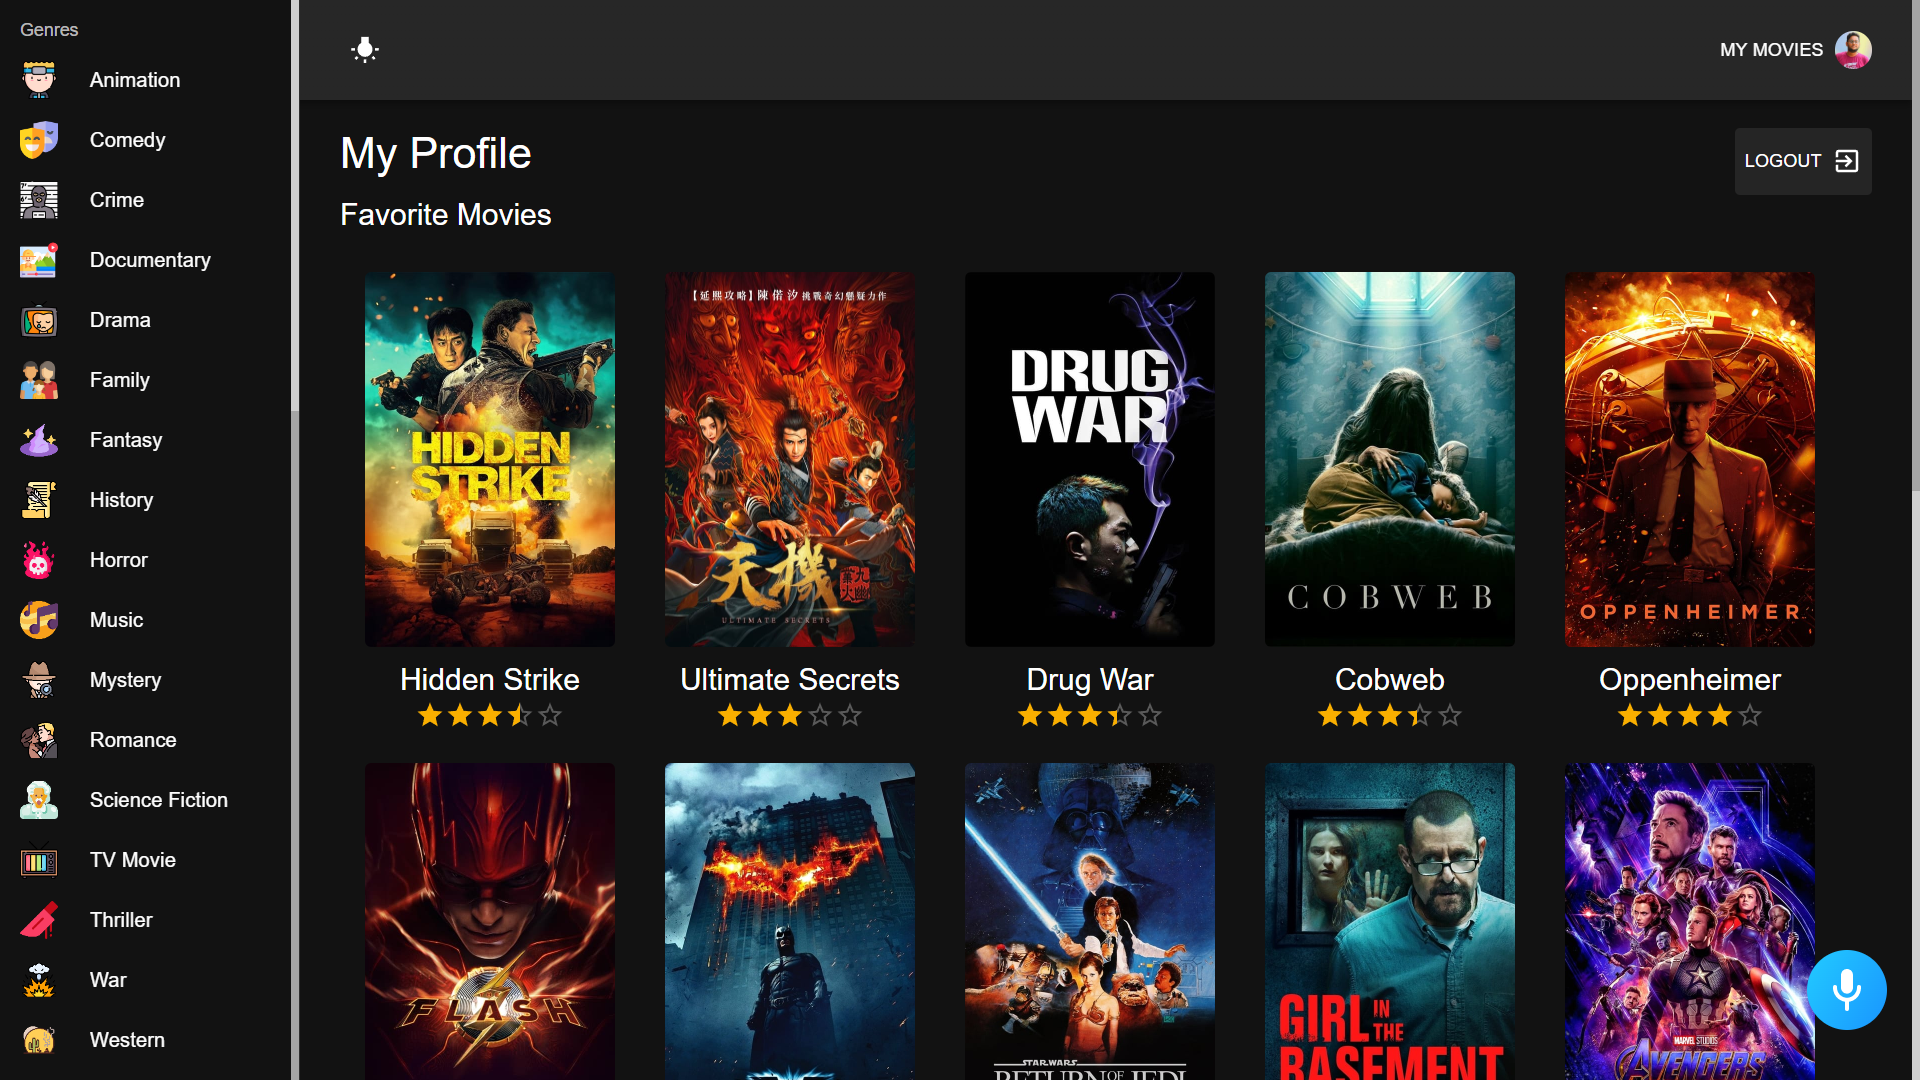 Genres
Animation
Comedy
Crime
Documentary
Drama
Family
Fantasy
History
Horror
Music
Mystery
Romance
Science Fiction
TV Movie
Thriller
War
Western
MY MOVIES
My Profile
LOGOUT
Favorite Movies
HIDDEN
STRIKE
【延熙攻略】陳偌汐 挑戰奇幻懸疑力作
天機
ULTIMATE SECRETS
DRUG
WAR
COBWEB
OPPENHEIMER
Hidden Strike
Ultimate Secrets
Drug War
Cobweb
Oppenheimer
FLASH
STAR WARS
RETURN OF THE JEDI
GIRL IN
THE
BASEMENT
MARVEL STUDIOS
AVENGERS